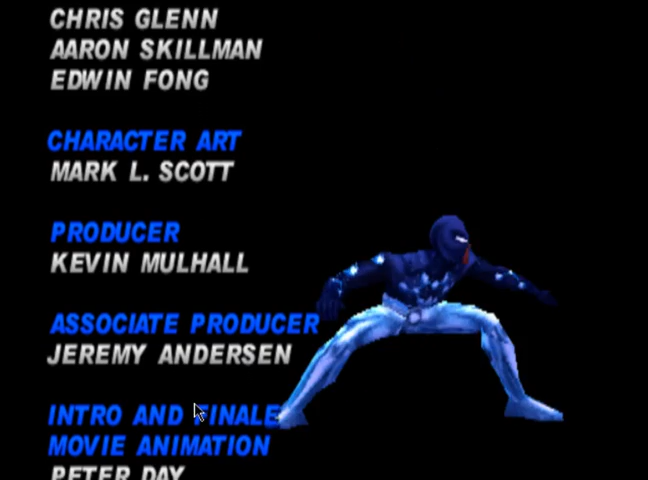 CHRIS GLENN
AARON SKILLMAN
EDWIN FONG
CHARACTER ART
MARK L. SCOTT
PRODUCER
KEVIN MULHALL
ASSOCIATE PRODUCER
JEREMY ANDERSEN
INTRO AND FINALE
MOVIE ANIMATION
PETER DAY